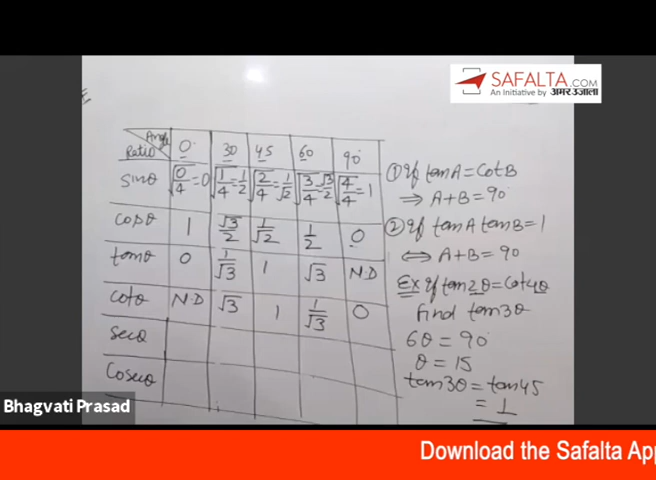 SAFALTA.COM
An Initiative by अमर उजाला
Angle
Ratio
0° 30 45 60 90°
sinθ √0/4=0 √1/4=1/2 √2/4=1/√2 √3/4=√3/2 √4/4=1
cosθ 1 √3/2 1/√2 1/2 0
tanθ 0 1/√3 1 √3 N.D
cotθ N.D √3 1 1/√3 0
secθ
Cosecθ
① If tanA=CotB
⇒ A+B=90°
② If tanA tanB=1
⇔ A+B=90
Ex If tan2θ=Cot4θ
find tan3θ
6θ=90°
θ=15
tan3θ=tan45
=1
Bhagvati Prasad
Download the Safalta App